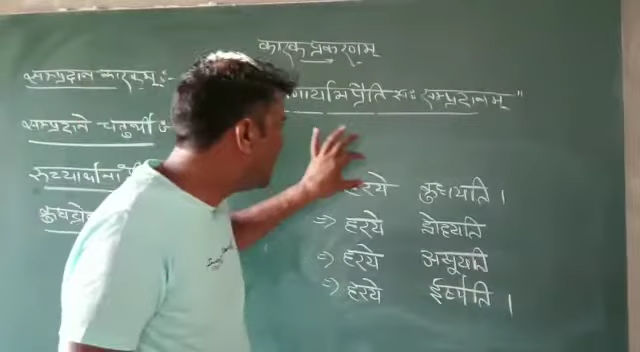 कारक प्रकरणम्
सम्प्रदान कारकम् :-
सः सम्प्रदानम् "
सम्प्रदाने चतुर्थी
हरये क्रुध्यति ।
⇒ हरये द्रोह्यति
⇒ हरये असूयति
⇒ हरये ईर्ष्यति ।